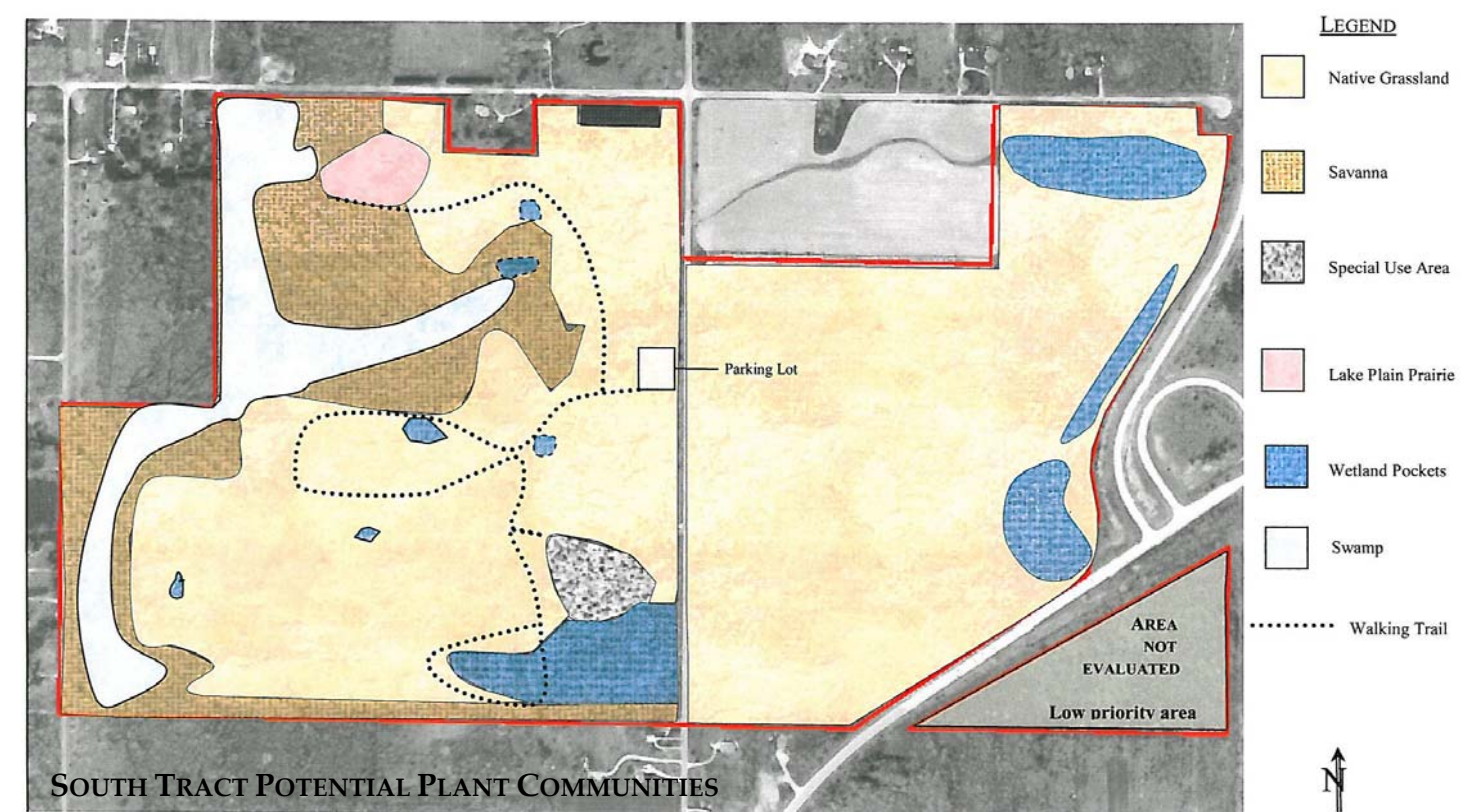 LEGEND
Native Grassland
Savanna
Special Use Area
Lake Plain Prairie
Wetland Pockets
Swamp
Walking Trail
Parking Lot
AREA
NOT
EVALUATED
Low priority area
SOUTH TRACT POTENTIAL PLANT COMMUNITIES
N